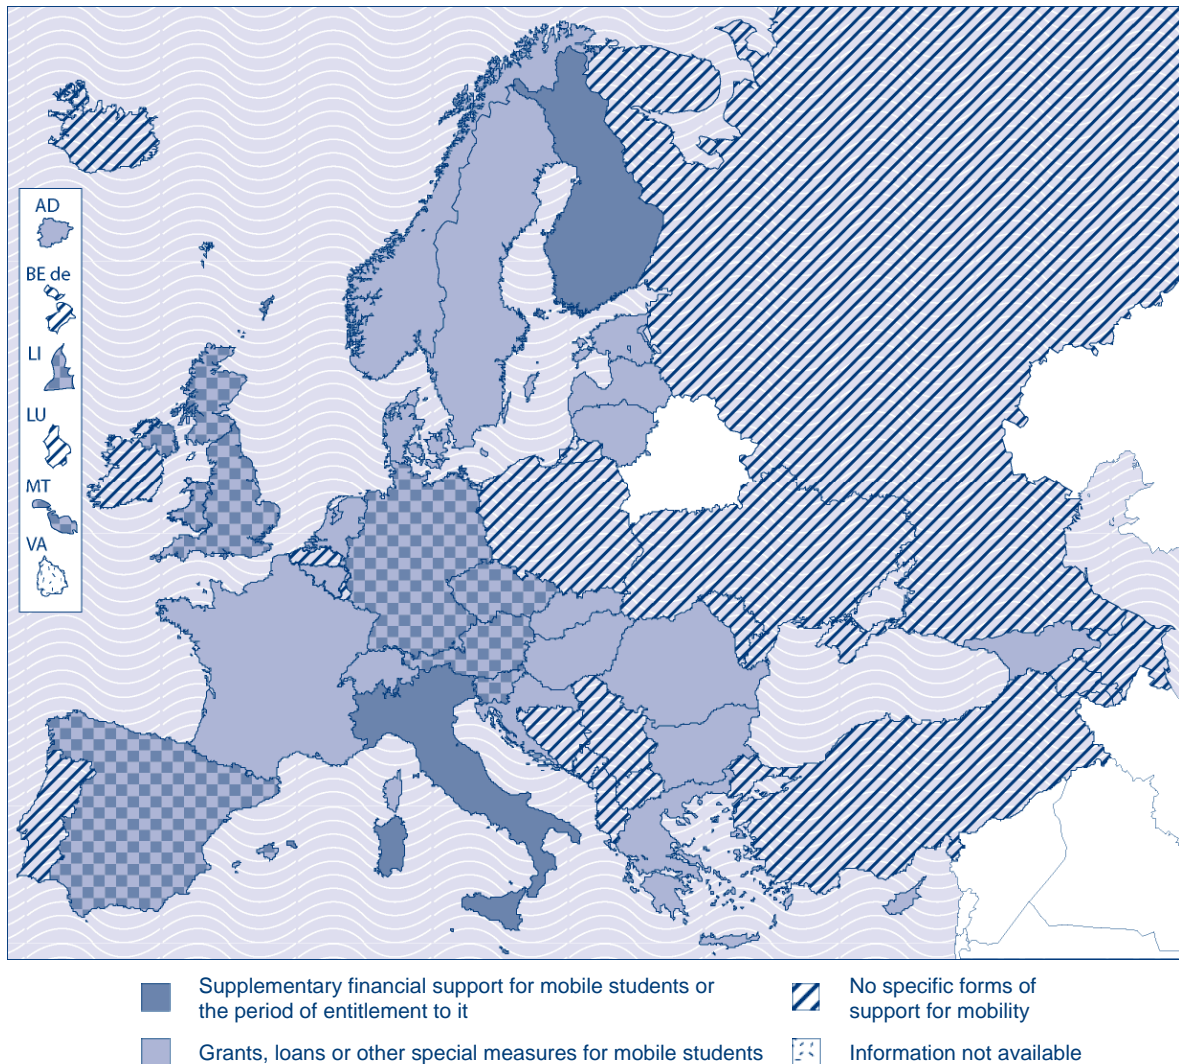 AD
BE de
LI
LU
MT
VA
Supplementary financial support for mobile students or
the period of entitlement to it
No specific forms of
support for mobility
Grants, loans or other special measures for mobile students
Information not available